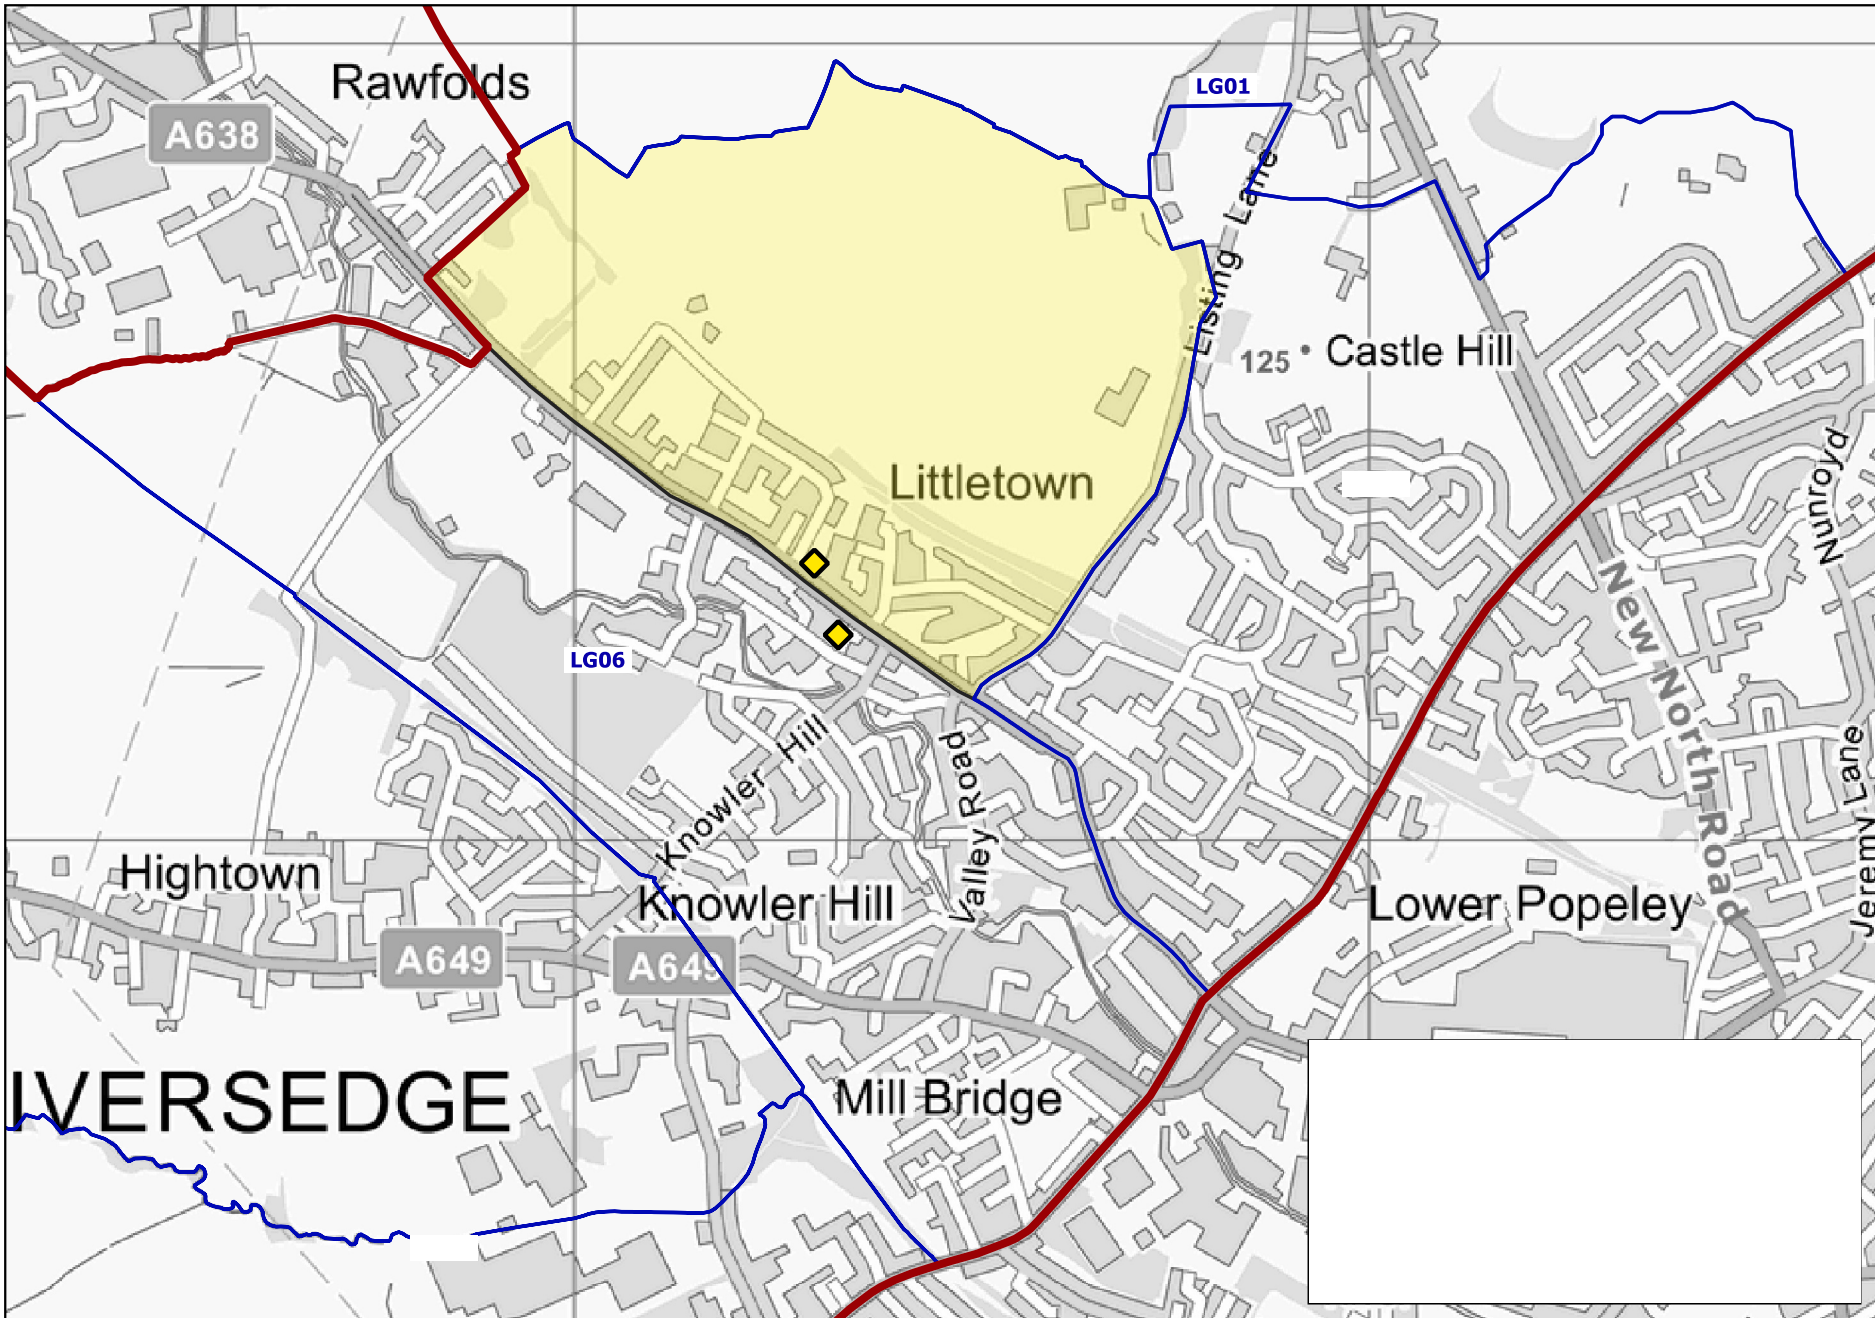 Rawfolds
LG01
A638
Listing Lane
125
Castle Hill
Littletown
Nunroyd
New North Road
LG06
Knowler Hill
Valley Road
Jeremy Lane
Hightown
Knowler Hill
Lower Popeley
A649
A649
IVERSEDGE
Mill Bridge